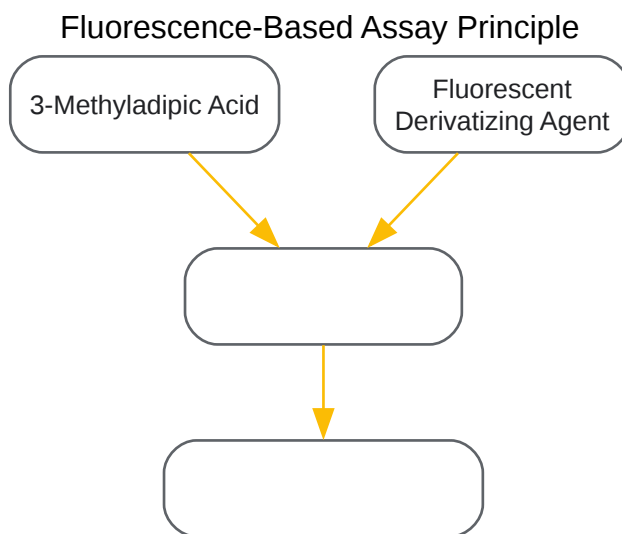 Fluorescence-Based Assay Principle
3-Methyladipic Acid
Fluorescent
Derivatizing Agent